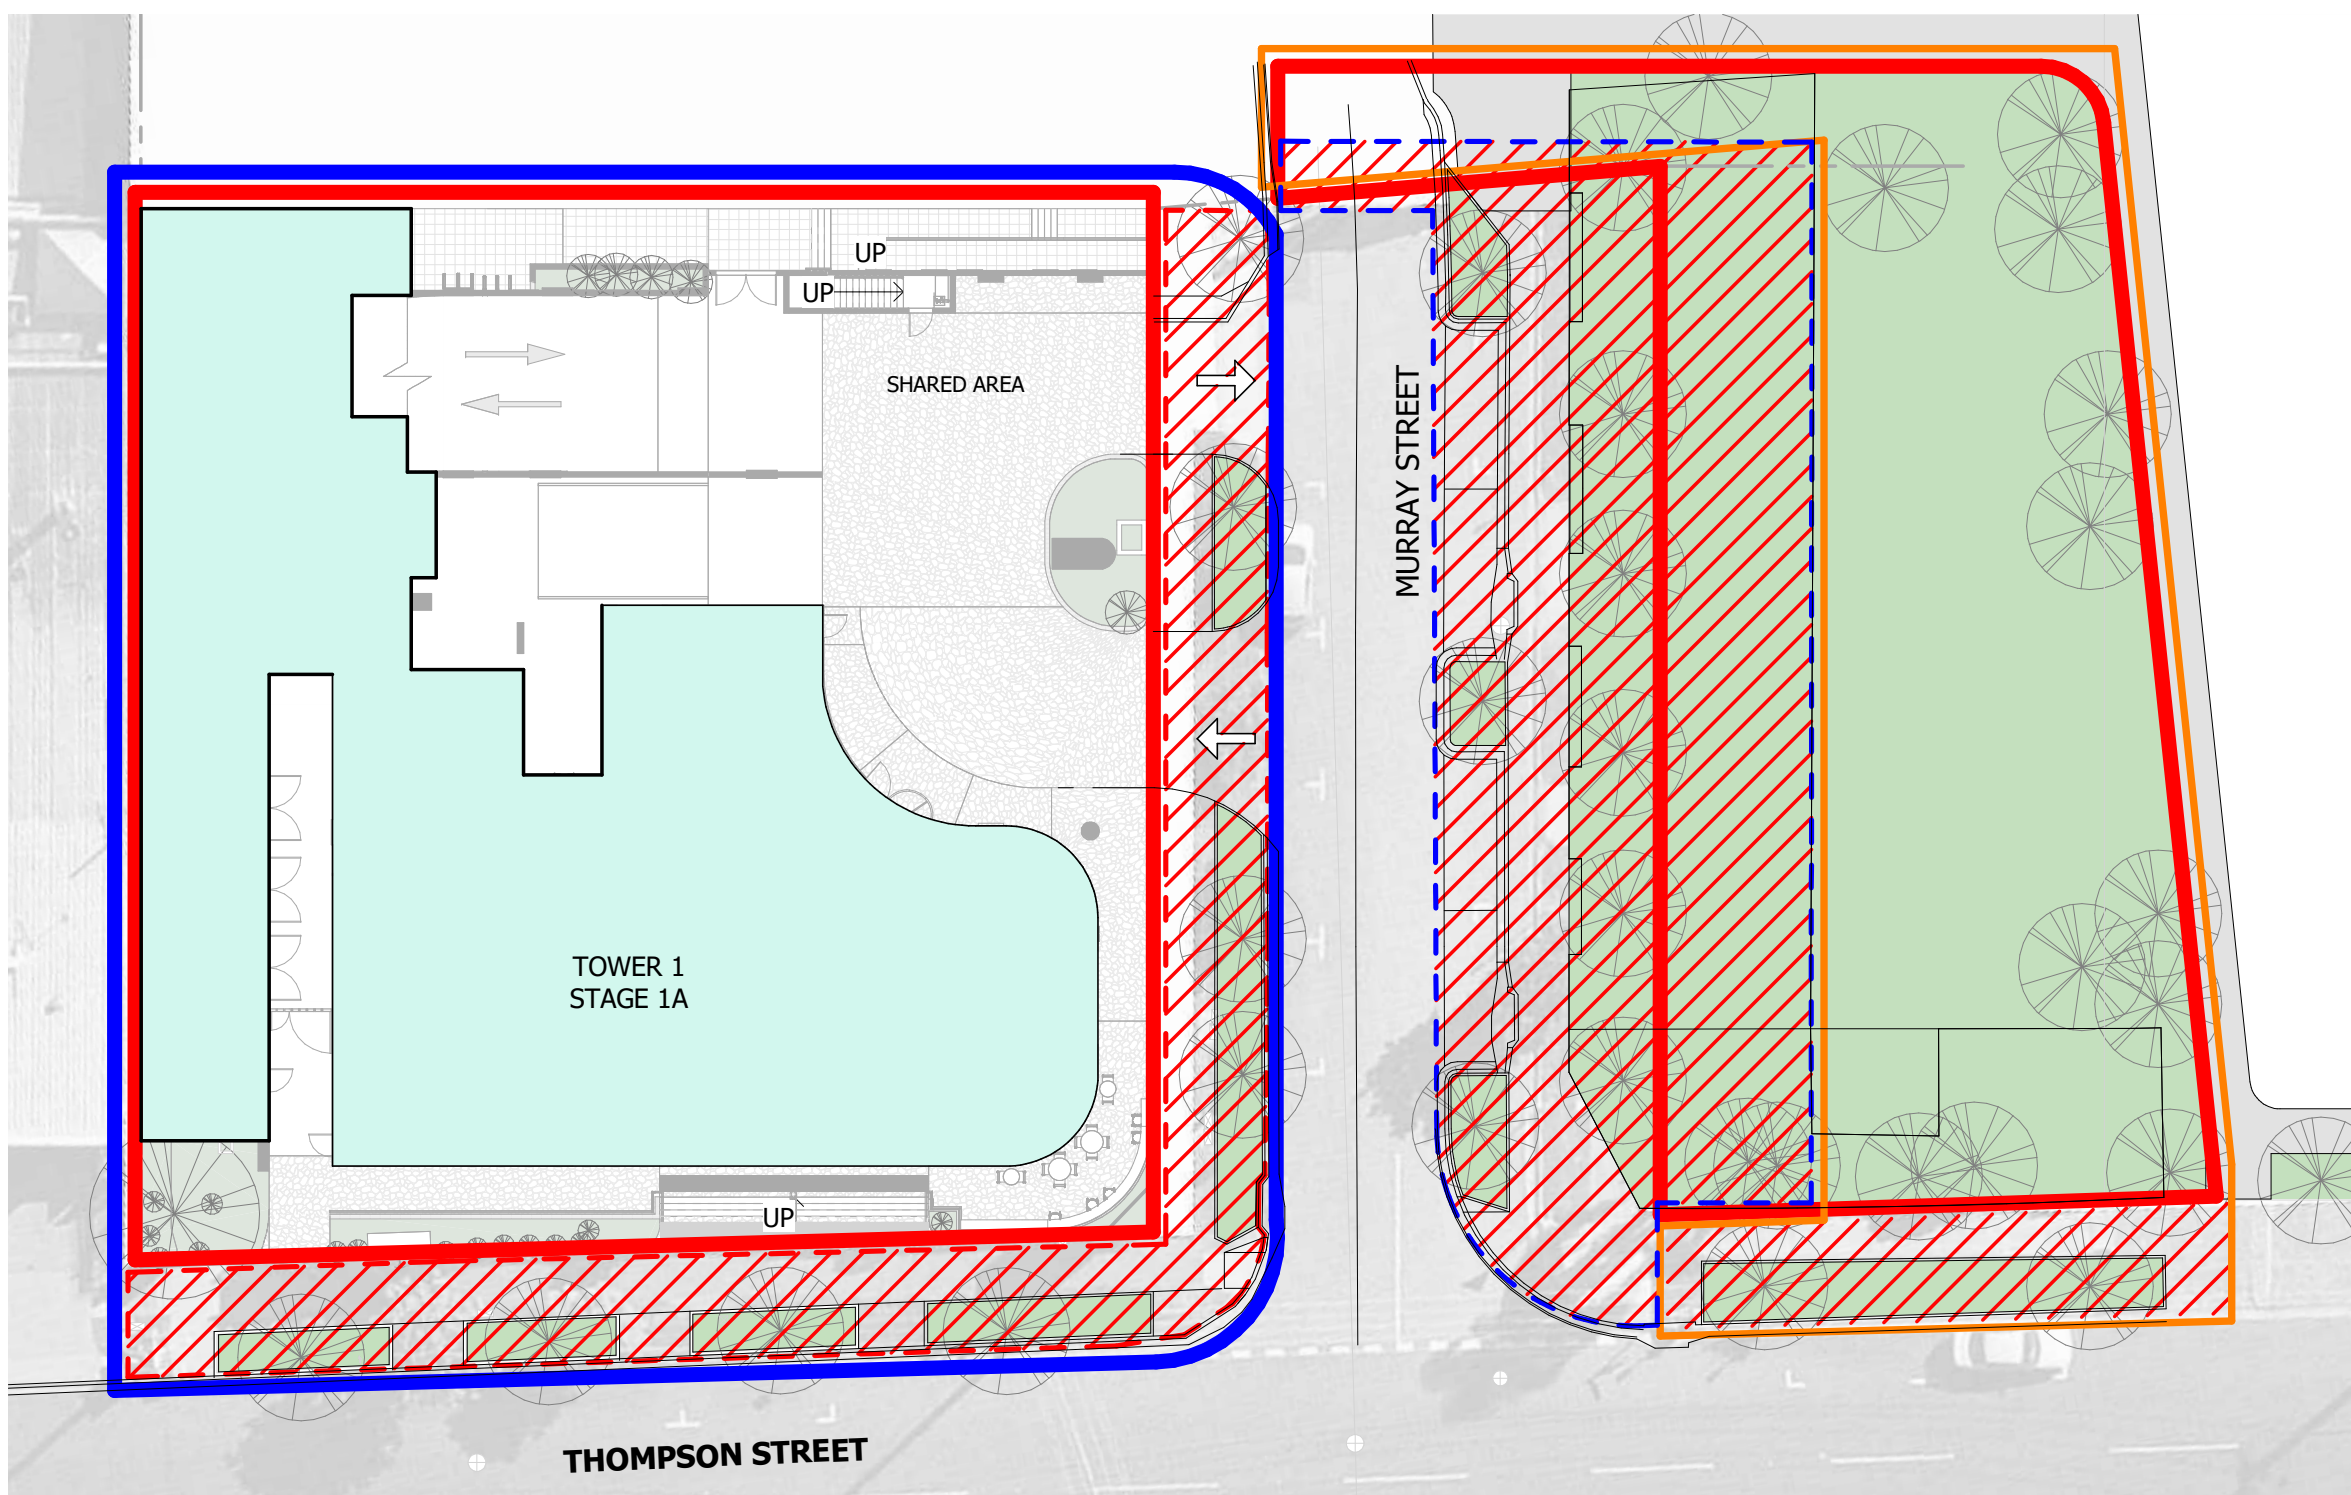 UP
UP
SHARED AREA
MURRAY STREET
TOWER 1
STAGE 1A
UP
THOMPSON STREET